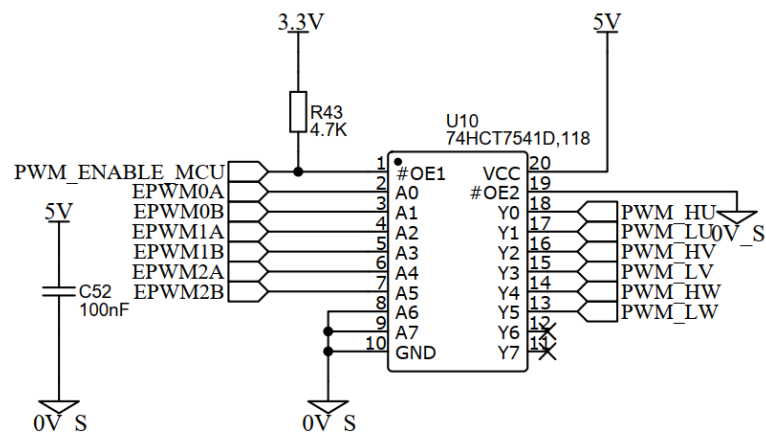 3.3V
5V
R43
4.7K
U10
74HCT7541D,118
PWM_ENABLE_MCU 1 #OE1 VCC 20
EPWM0A 2 A0 #OE2 19
EPWM0B 3 A1 Y0 18 PWM_HU
EPWM1A 4 A2 Y1 17 PWM_LU 0V_S
EPWM1B 5 A3 Y2 16 PWM_HV
EPWM2A 6 A4 Y3 15 PWM_LV
EPWM2B 7 A5 Y4 14 PWM_HW
8 A6 Y5 13 PWM_LW
9 A7 Y6 12
10 GND Y7 11
5V
C52
100nF
0V_S
0V_S